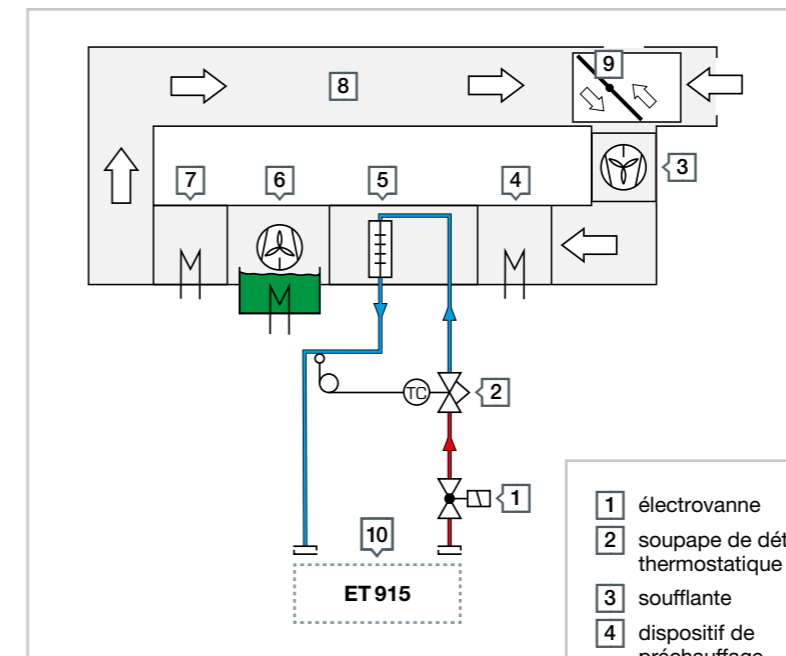 8
9
3
7
6
5
4
TC
2
1
10
ET 915
1 électrovanne
2 soupape de dét
thermostatique
3 soufflante
4 dispositif de
préchauffage